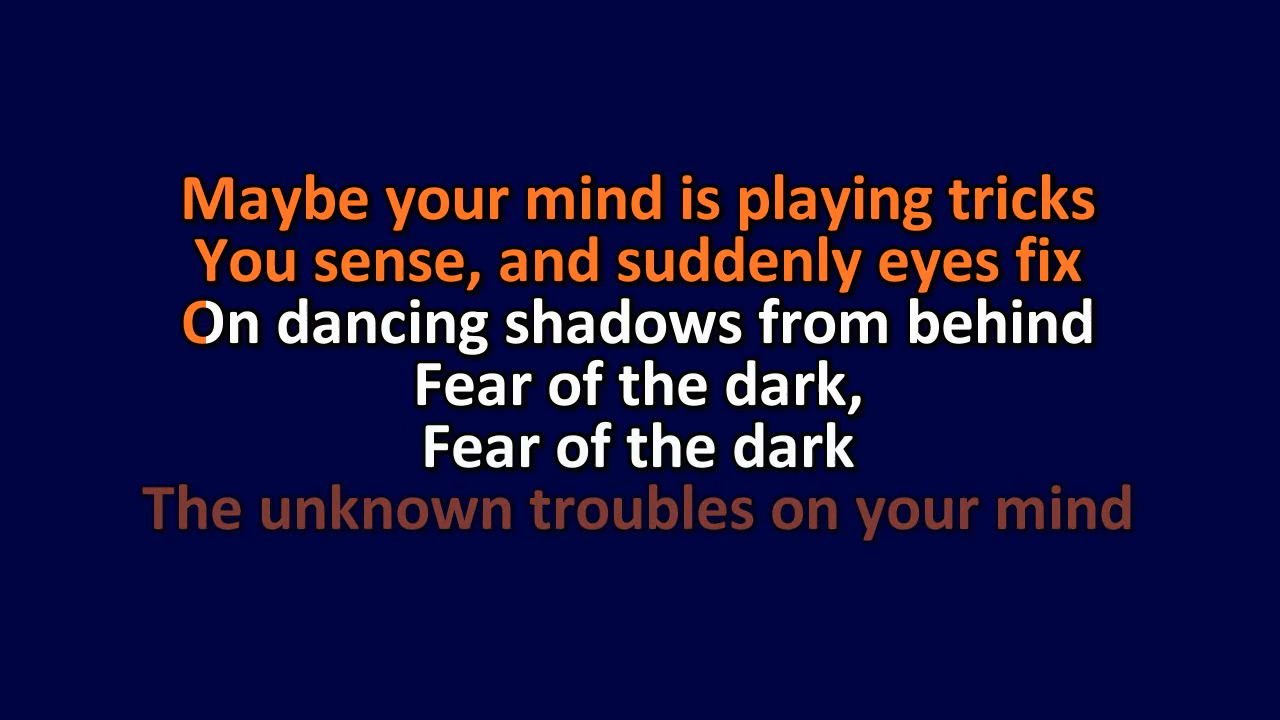 Maybe your mind is playing tricks
You sense, and suddenly eyes fix
On dancing shadows from behind
Fear of the dark,
Fear of the dark
The unknown troubles on your mind